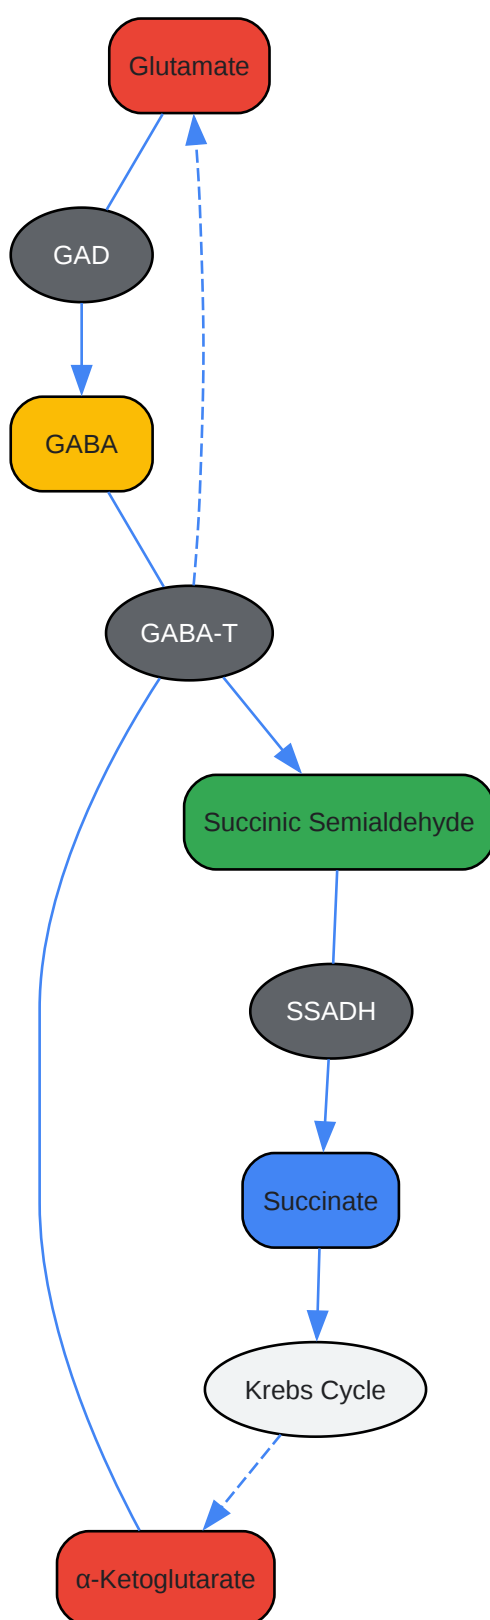 Glutamate
GAD
GABA
GABA-T
Succinic Semialdehyde
SSADH
Succinate
Krebs Cycle
α-Ketoglutarate